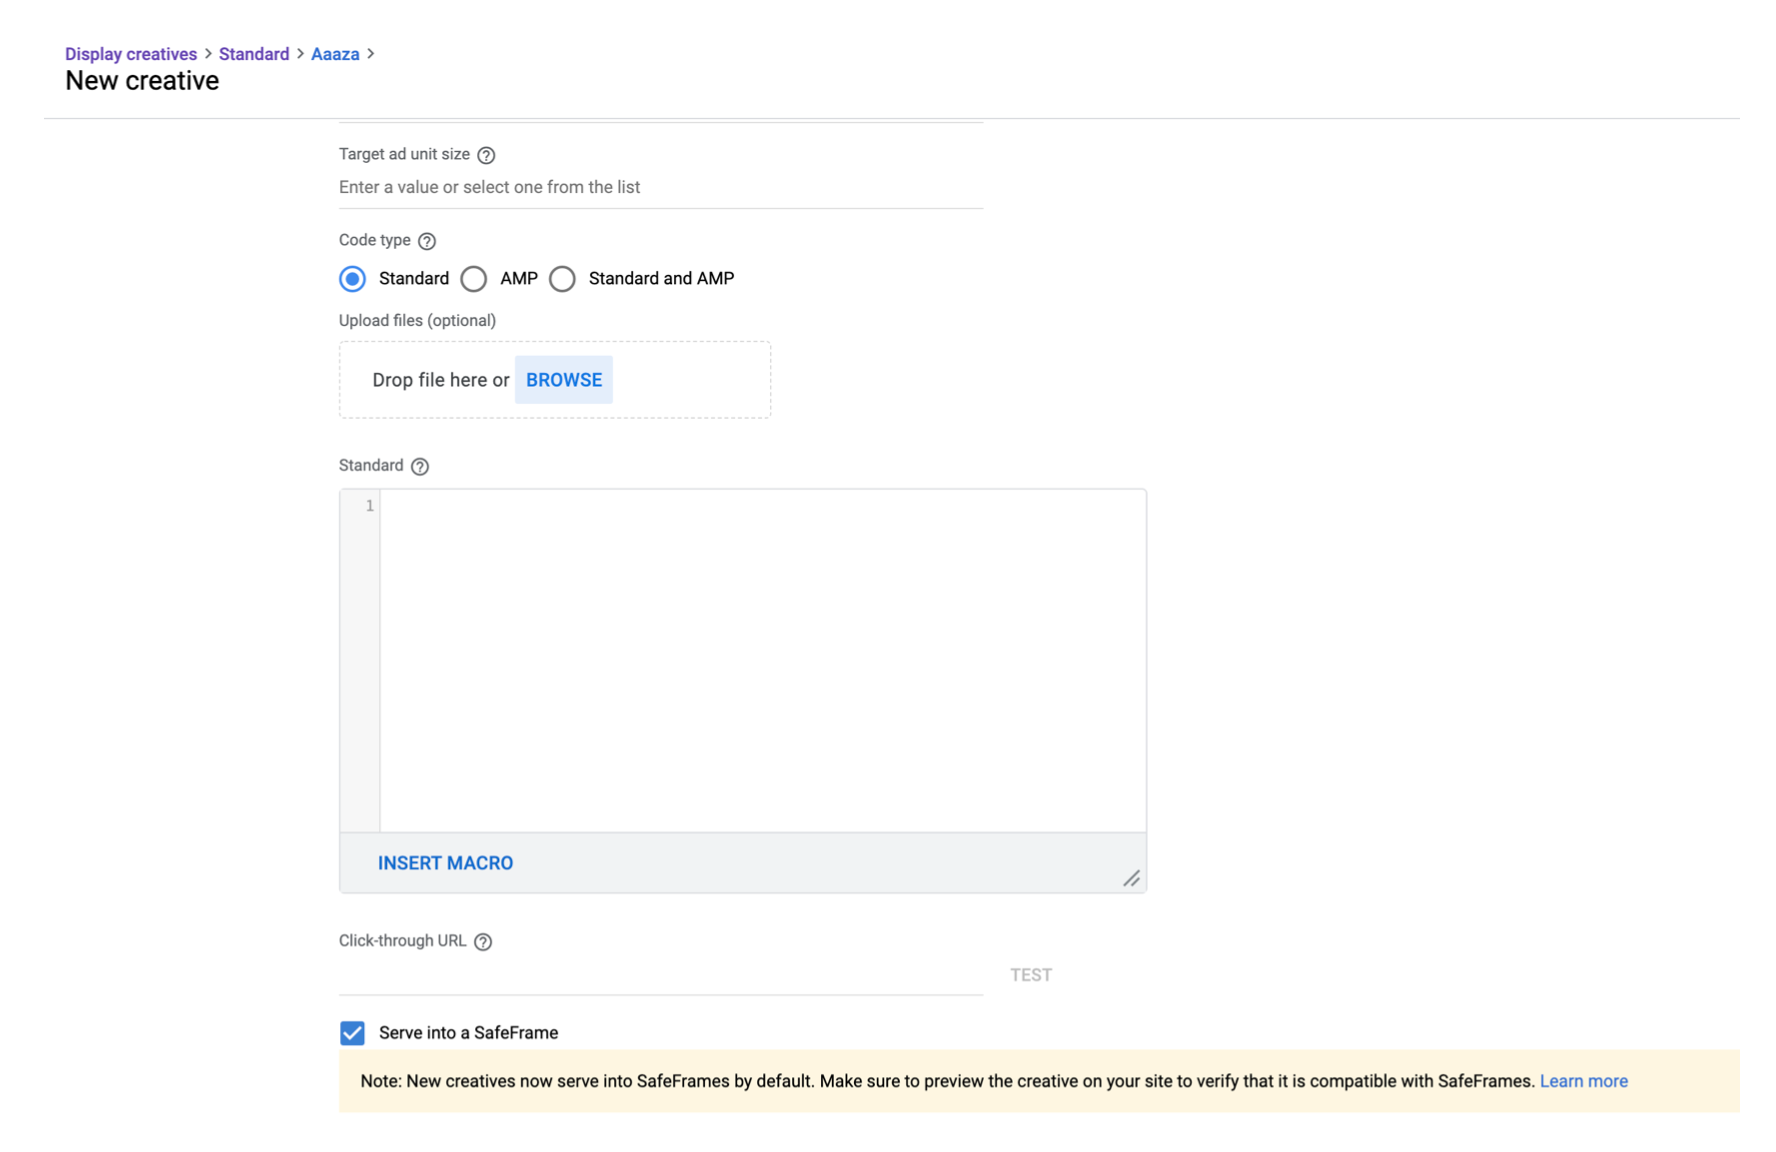 Display creatives > Standard > Aaaza >
New creative
Target ad unit size
Enter a value or select one from the list
Code type
Standard AMP Standard and AMP
Upload files (optional)
Drop file here or BROWSE
Standard
1
INSERT MACRO
Click-through URL
TEST
Serve into a SafeFrame
Note: New creatives now serve into SafeFrames by default. Make sure to preview the creative on your site to verify that it is compatible with SafeFrames. Learn more